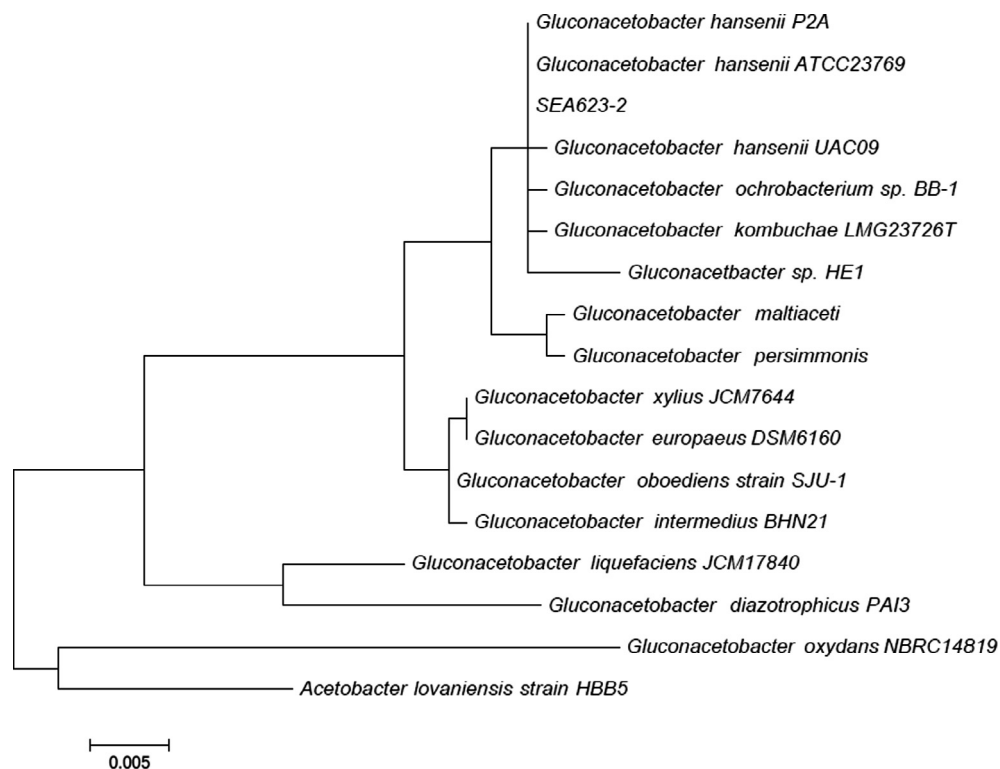 Gluconacetobacter hansenii P2A
Gluconacetobacter hansenii ATCC23769
SEA623-2
Gluconacetobacter hansenii UAC09
Gluconacetobacter ochrobacterium sp. BB-1
Gluconacetobacter kombuchae LMG23726T
Gluconacetbacter sp. HE1
Gluconacetobacter maltiaceti
Gluconacetobacter persimmonis
Gluconacetobacter xylius JCM7644
Gluconacetobacter europaeus DSM6160
Gluconacetobacter oboediens strain SJU-1
Gluconacetobacter intermedius BHN21
Gluconacetobacter liquefaciens JCM17840
Gluconacetobacter diazotrophicus PAI3
Gluconacetobacter oxydans NBRC14819
Acetobacter lovaniensis strain HBB5
0.005